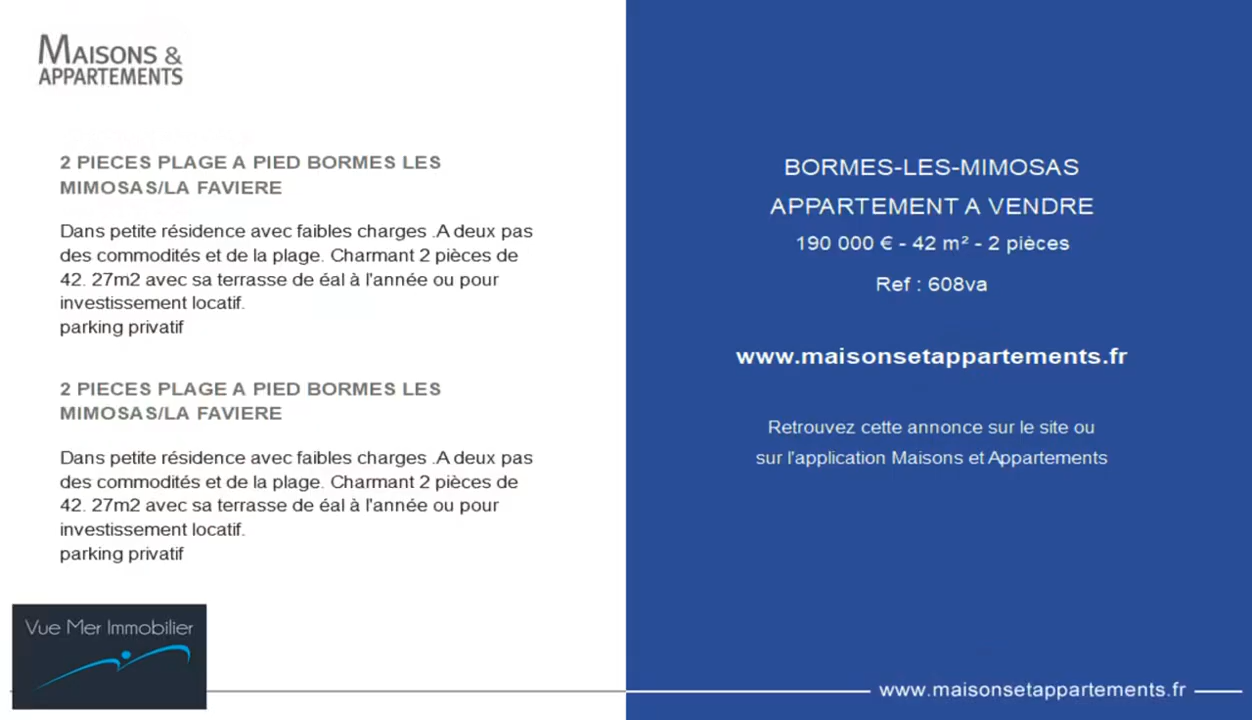 MAISONS &
APPARTEMENTS
2 PIECES PLAGE A PIED BORMES LES
MIMOSAS/LA FAVIERE
Dans petite résidence avec faibles charges .A deux pas
des commodités et de la plage. Charmant 2 pièces de
42. 27m2 avec sa terrasse de éal à l'année ou pour
investissement locatif.
parking privatif
2 PIECES PLAGE A PIED BORMES LES
MIMOSAS/LA FAVIERE
Dans petite résidence avec faibles charges .A deux pas
des commodités et de la plage. Charmant 2 pièces de
42. 27m2 avec sa terrasse de éal à l'année ou pour
investissement locatif.
parking privatif
Vue Mer Immobilier
BORMES-LES-MIMOSAS
APPARTEMENT A VENDRE
190 000 € - 42 m² - 2 pièces
Ref : 608va
www.maisonsetappartements.fr
Retrouvez cette annonce sur le site ou
sur l'application Maisons et Appartements
www.maisonsetappartements.fr